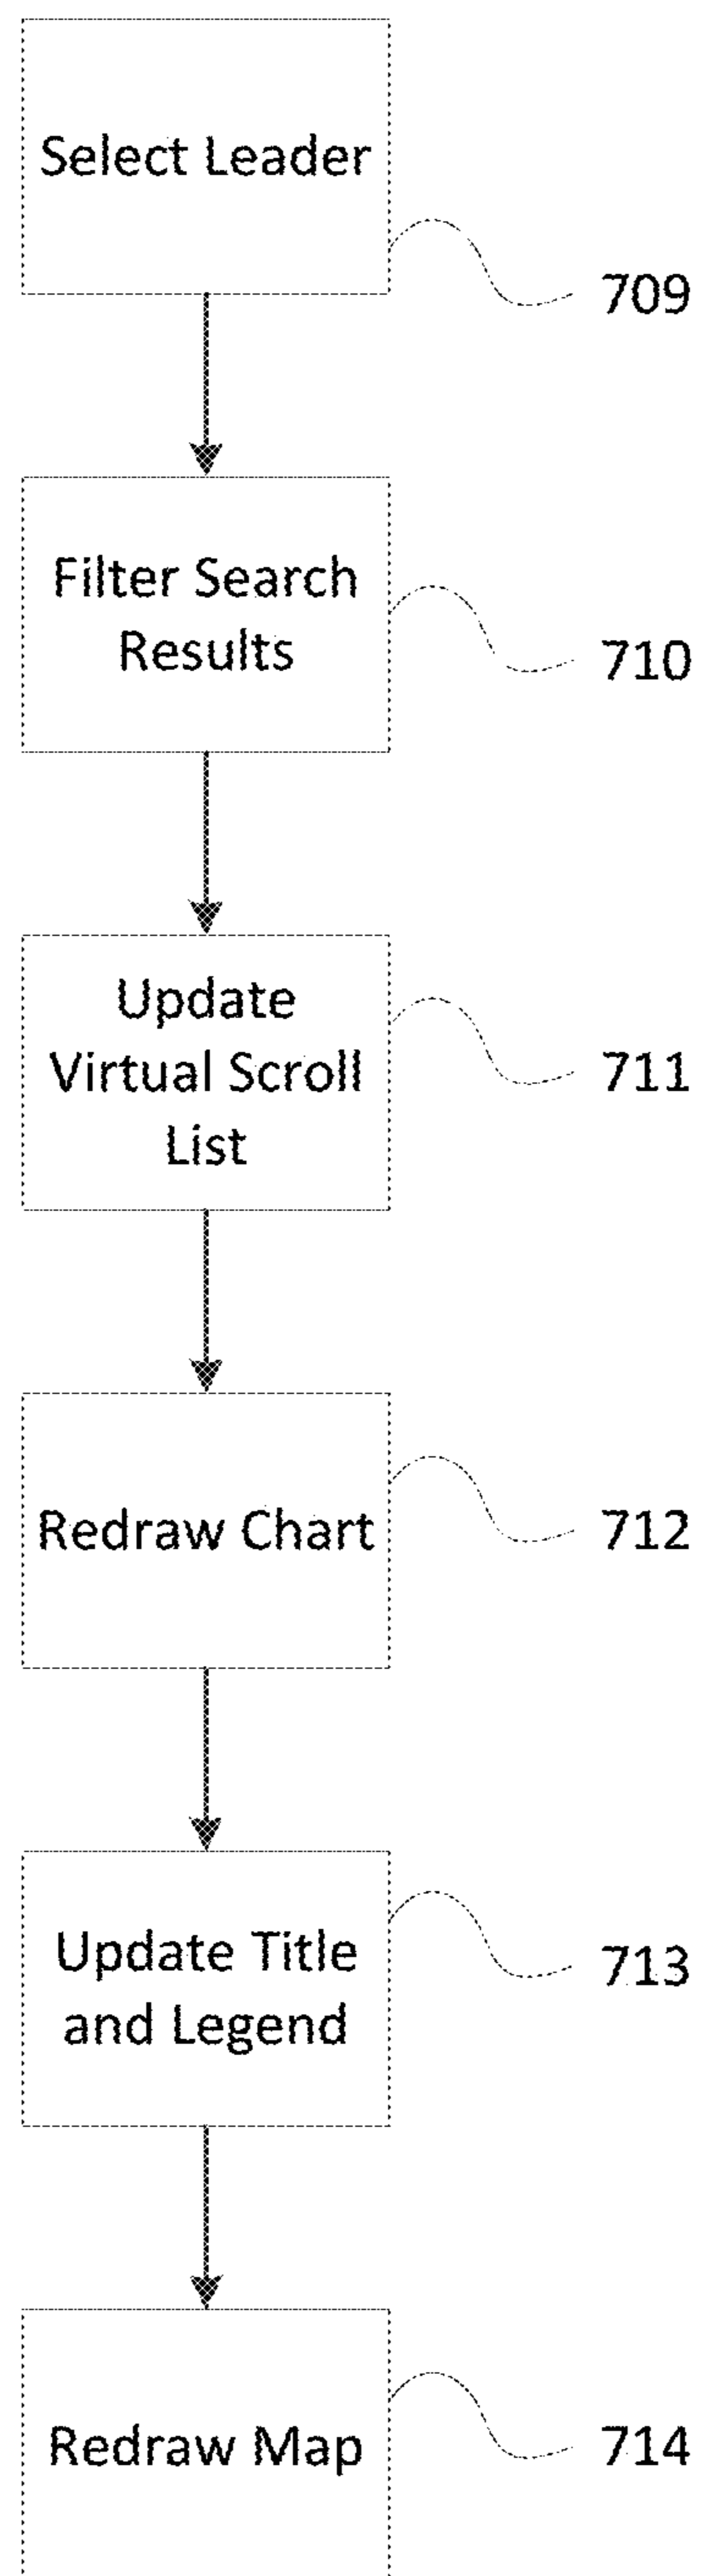 Select Leader
709
Filter Search
Results
710
Update
Virtual Scroll
List
711
Redraw Chart
712
Update Title
and Legend
713
Redraw Map
714